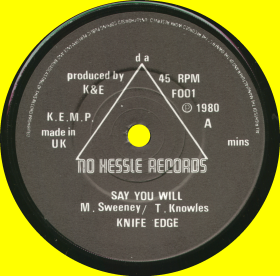 d a
produced by
K&E
45 RPM
F001
K.E.M.P.
℗ 1980
made in
UK
A
mins
NO HESSLE RECORDS
SAY YOU WILL
M. Sweeney/ T. Knowles
KNIFE EDGE